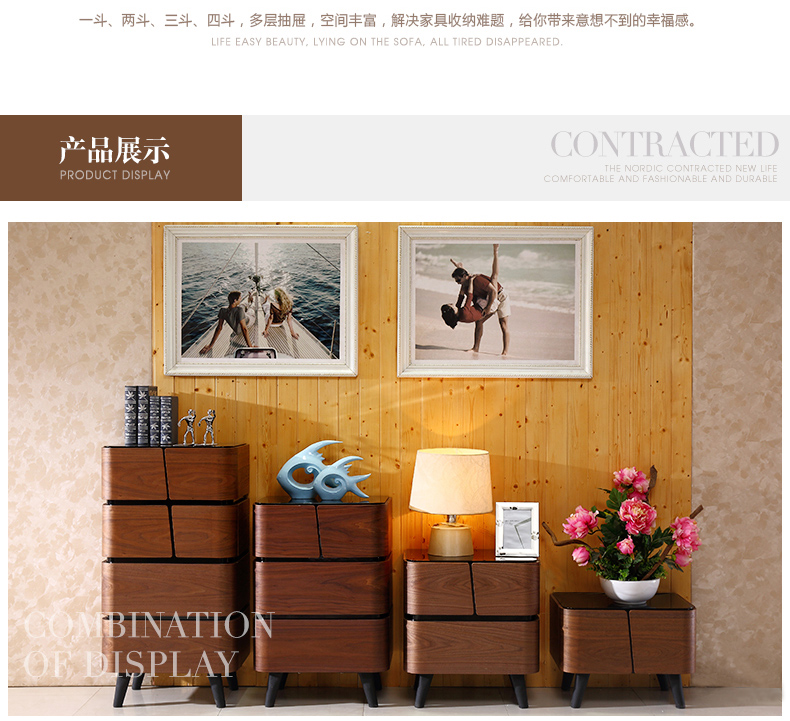 一斗、两斗、三斗、四斗，多层抽屉，空间丰富，解决家具收纳难题，给你带来意想不到的幸福感。
LIFE EASY BEAUTY, LYING ON THE SOFA, ALL TIRED DISAPPEARED.
产品展示
PRODUCT DISPLAY
CONTRACTED
THE NORDIC CONTRACTED NEW LIFE
COMFORTABLE AND FASHIONABLE AND DURABLE
COMBINATION
OF DISPLAY